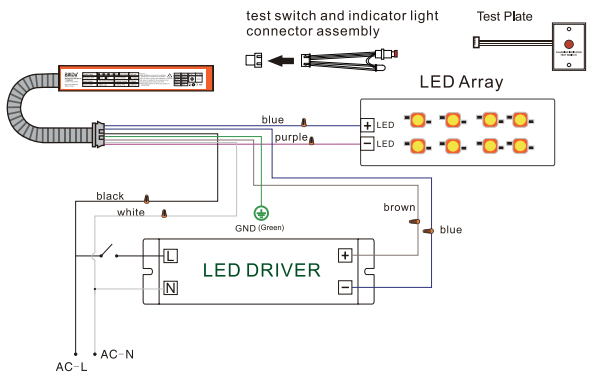 test switch and indicator light
connector assembly
Test Plate
LED Array
blue
+ LED
purple
− LED
black
white
GND (Green)
brown
blue
L
+
LED DRIVER
N
−
AC-L
AC-N